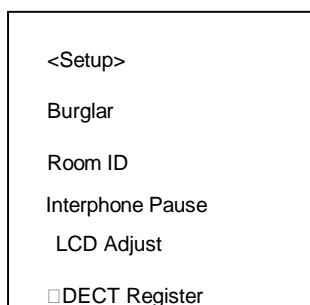 <Setup>
Burglar
Room ID
Interphone Pause
LCD Adjust
□DECT Register